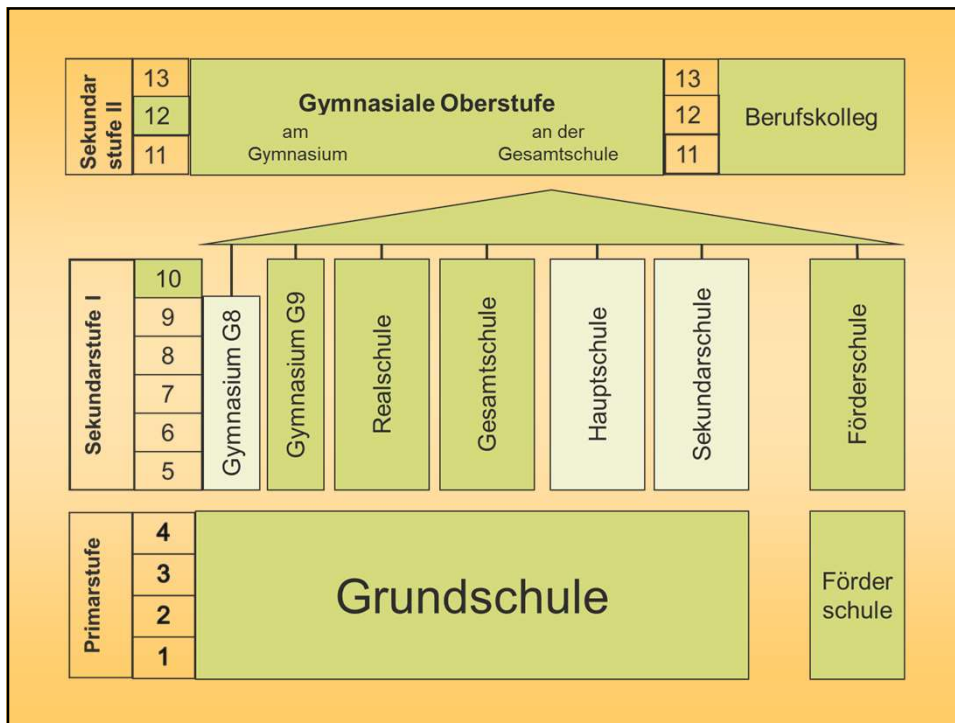 Sekundar
stufe II
13
12
11
Gymnasiale Oberstufe
am
Gymnasium
an der
Gesamtschule
13
12
11
Berufskolleg
Sekundarstufe I
10
9
8
7
6
5
Gymnasium G8
Gymnasium G9
Realschule
Gesamtschule
Hauptschule
Sekundarschule
Förderschule
Primarstufe
4
3
2
1
Grundschule
Förder
schule